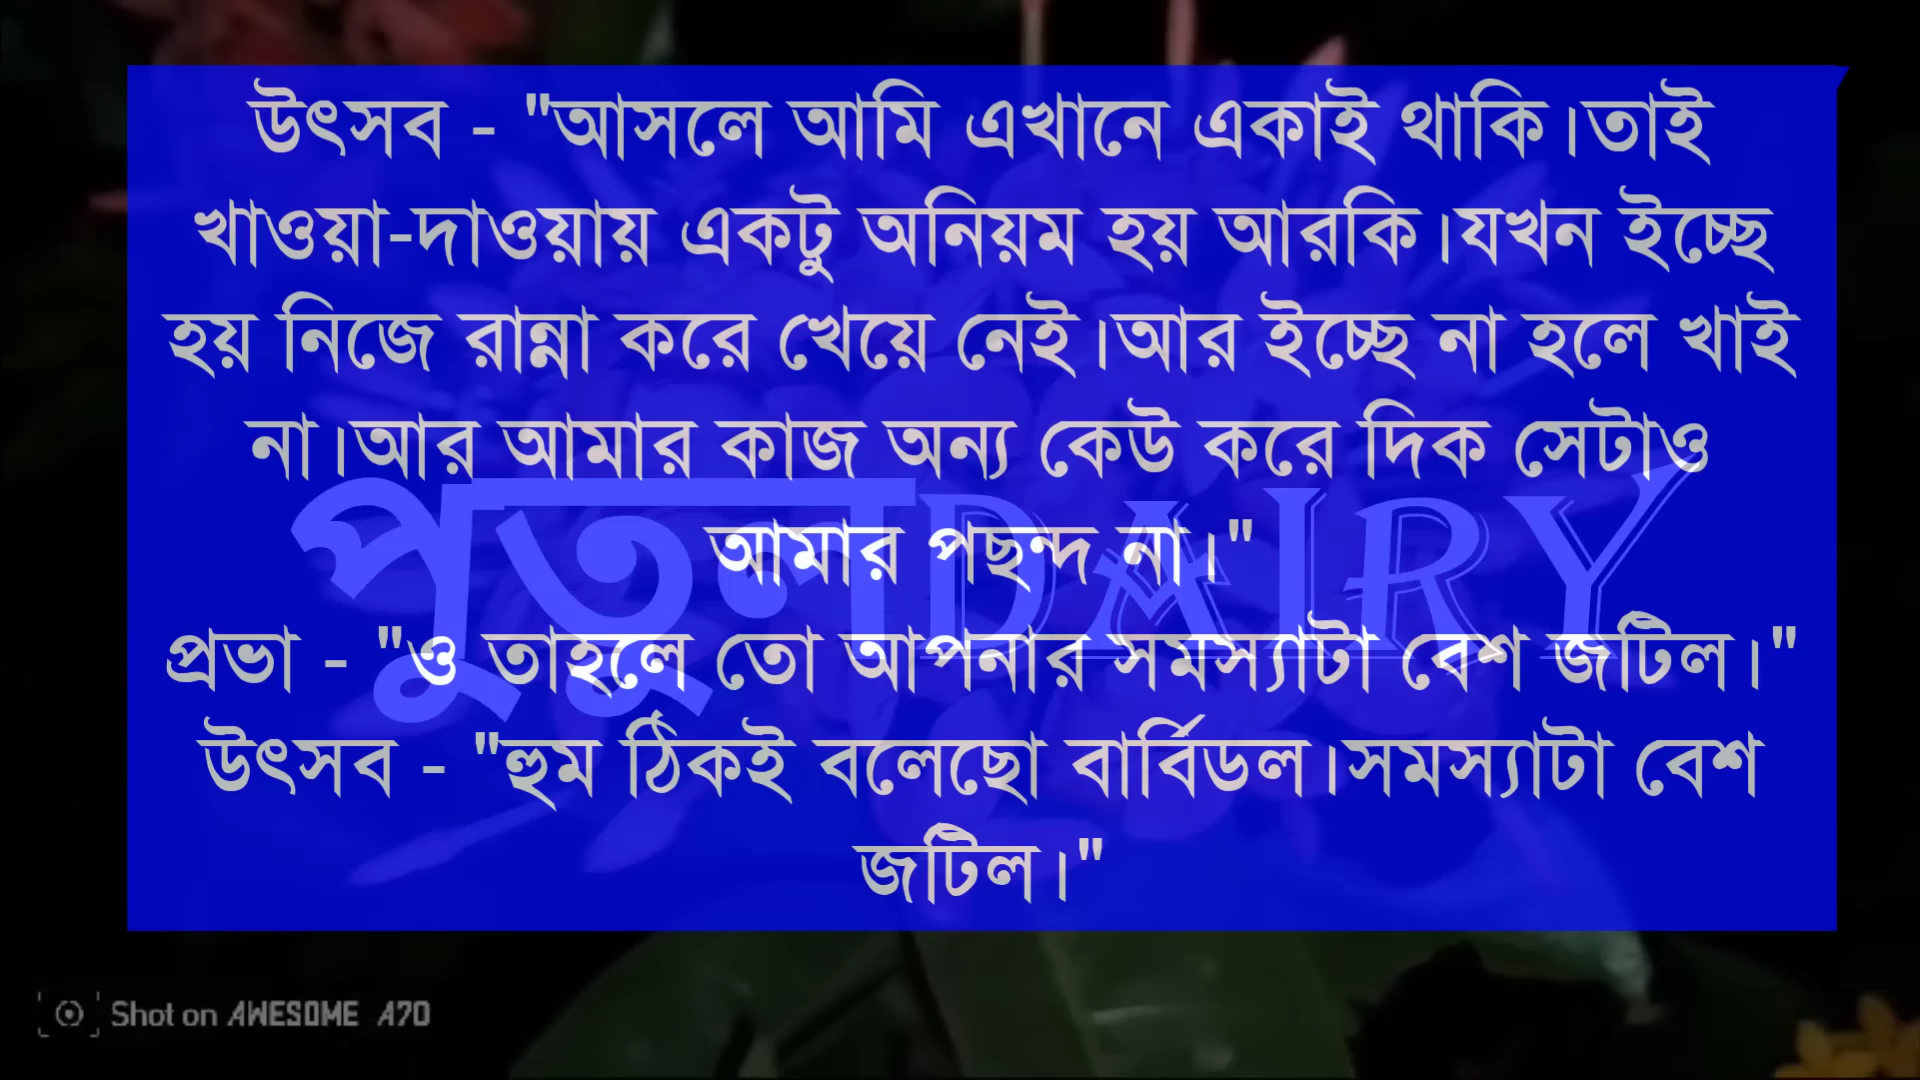 উৎসব - "আসলে আমি এখানে একাই থাকি।তাই
খাওয়া-দাওয়ায় একটু অনিয়ম হয় আরকি।যখন ইচ্ছে
হয় নিজে রান্না করে খেয়ে নেই।আর ইচ্ছে না হলে খাই
না।আর আমার কাজ অন্য কেউ করে দিক সেটাও
আমার পছন্দ না।"
পুতুল DAIRY
প্রভা - "ও তাহলে তো আপনার সমস্যাটা বেশ জটিল।"
উৎসব - "হুম ঠিকই বলেছো বার্বিডল।সমস্যাটা বেশ
জটিল।"
Shot on AWESOME A70